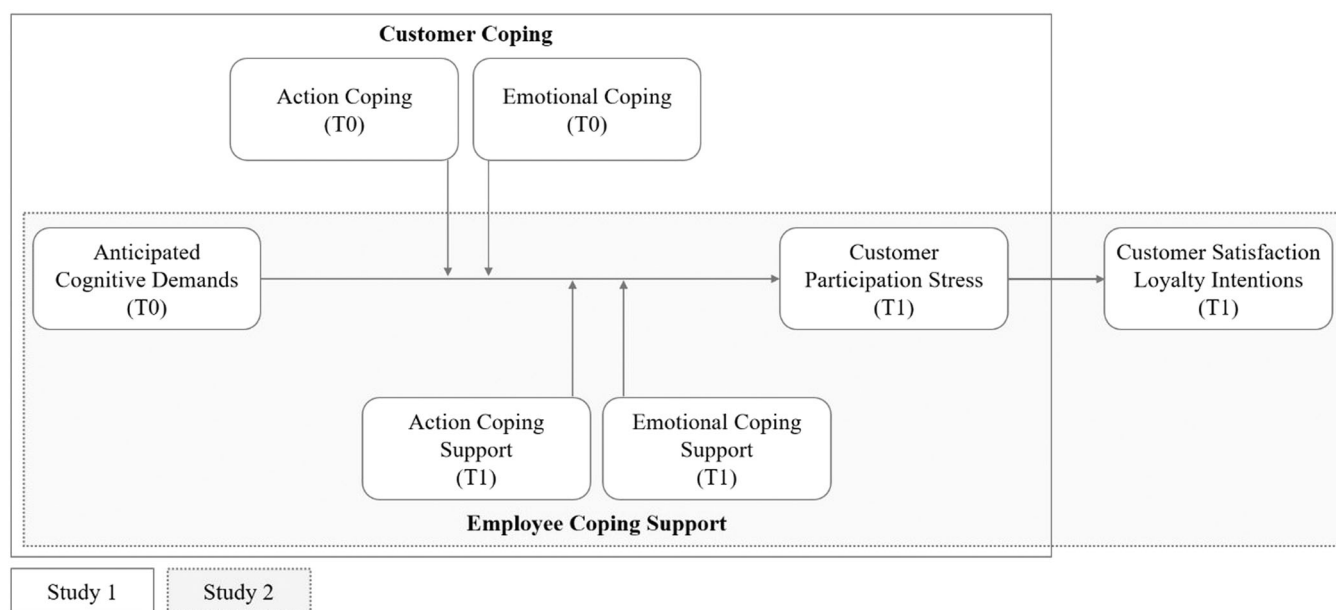 Customer Coping
Action Coping
(T0)
Emotional Coping
(T0)
Anticipated
Cognitive Demands
(T0)
Customer
Participation Stress
(T1)
Customer Satisfaction
Loyalty Intentions
(T1)
Action Coping
Support
(T1)
Emotional Coping
Support
(T1)
Employee Coping Support
Study 1
Study 2